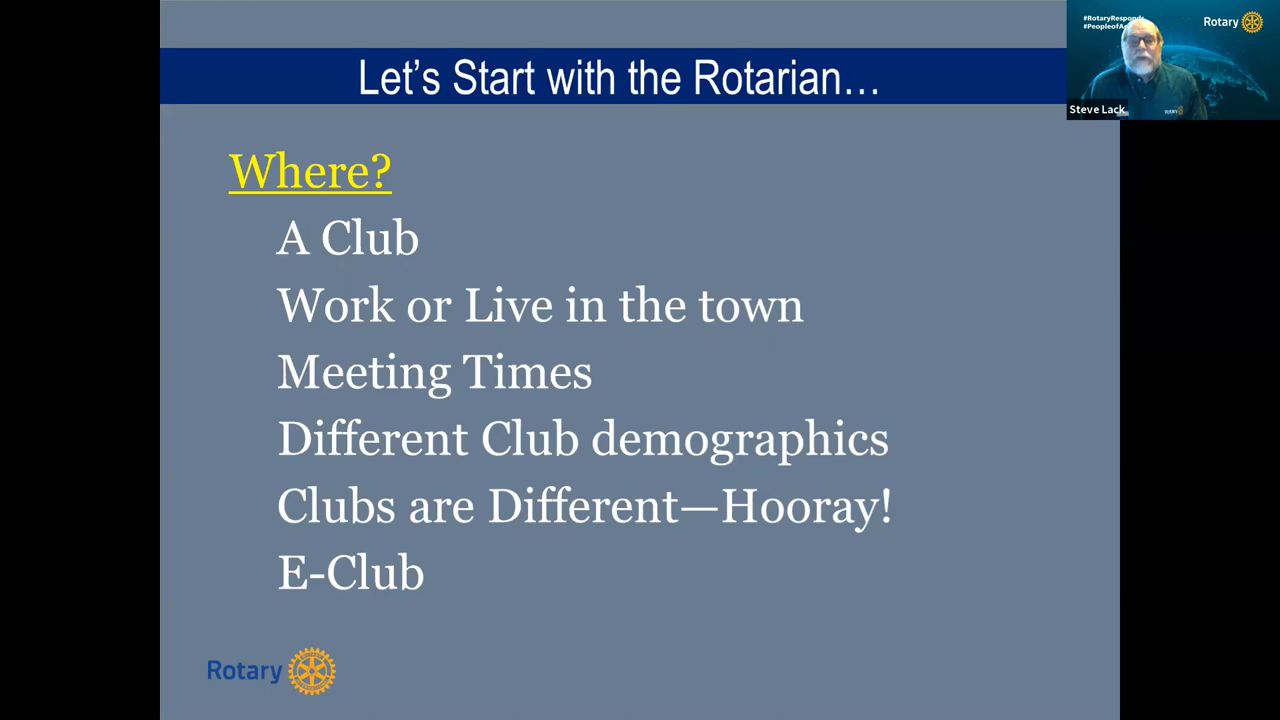 Let's Start with the Rotarian...
Where?
A Club
Work or Live in the town
Meeting Times
Different Club demographics
Clubs are Different—Hooray!
E-Club
Rotary
#RotaryResponds
Rotary
Steve Lack